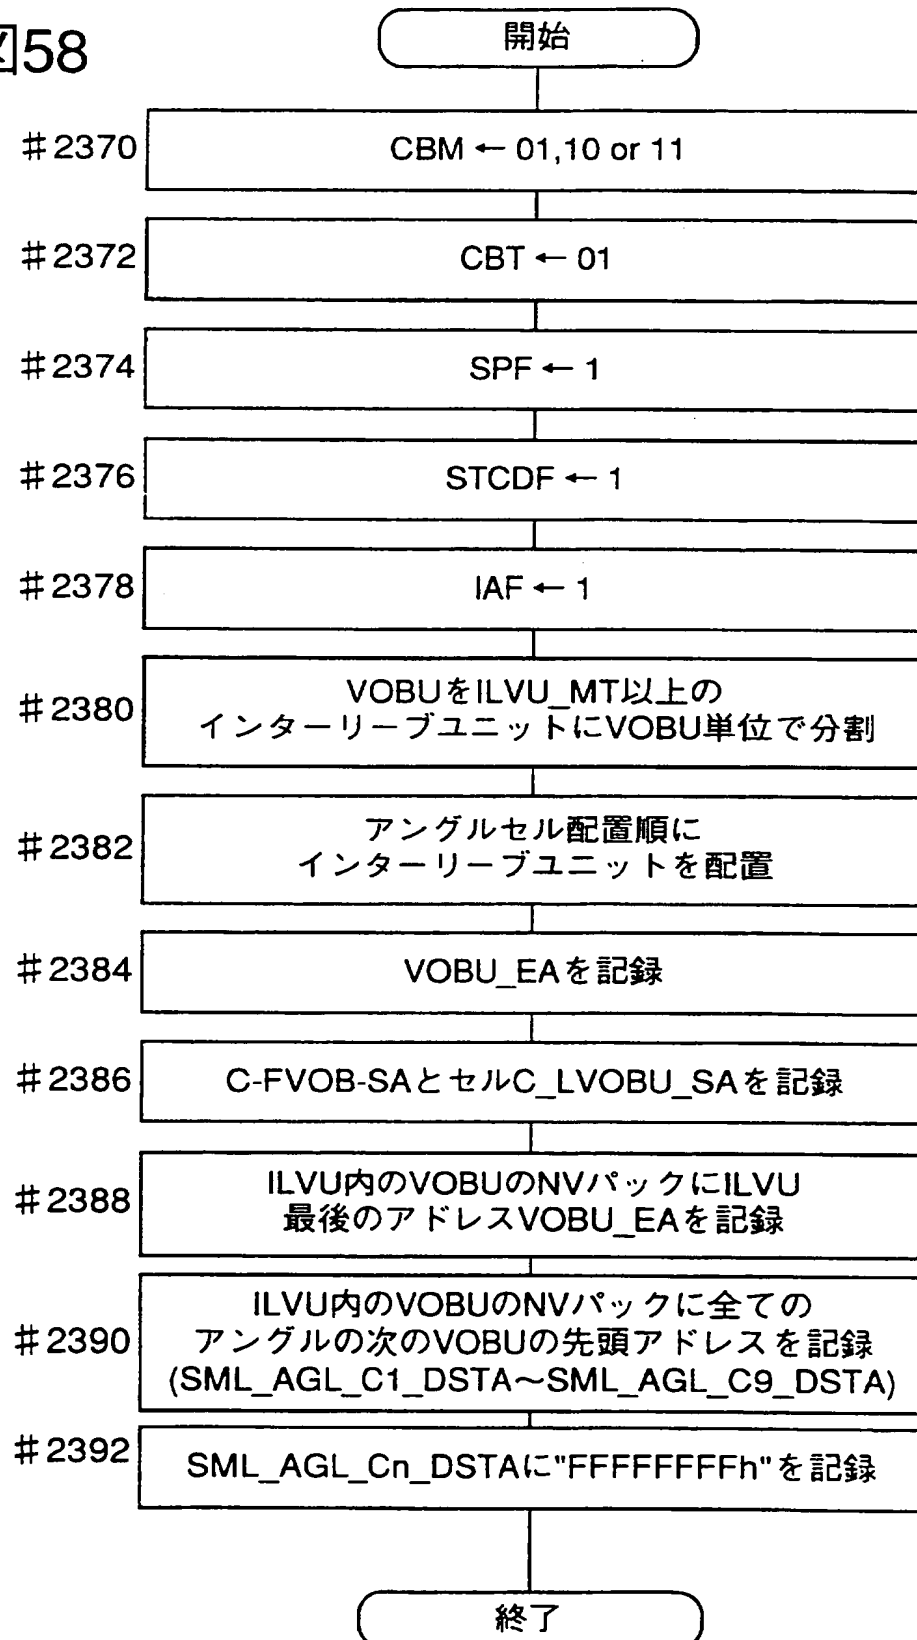 図58
開始
#2370
CBM ← 01,10 or 11
#2372
CBT ← 01
#2374
SPF ← 1
#2376
STCDF ← 1
#2378
IAF ← 1
#2380
VOBUをILVU_MT以上の
インターリーブユニットにVOBU単位で分割
#2382
アングルセル配置順に
インターリーブユニットを配置
#2384
VOBU_EAを記録
#2386
C-FVOB-SAとセルC_LVOBU_SAを記録
#2388
ILVU内のVOBUのNVパックにILVU
最後のアドレスVOBU_EAを記録
#2390
ILVU内のVOBUのNVパックに全ての
アングルの次のVOBUの先頭アドレスを記録
(SML_AGL_C1_DSTA～SML_AGL_C9_DSTA)
#2392
SML_AGL_Cn_DSTAに"FFFFFFFFh"を記録
終了